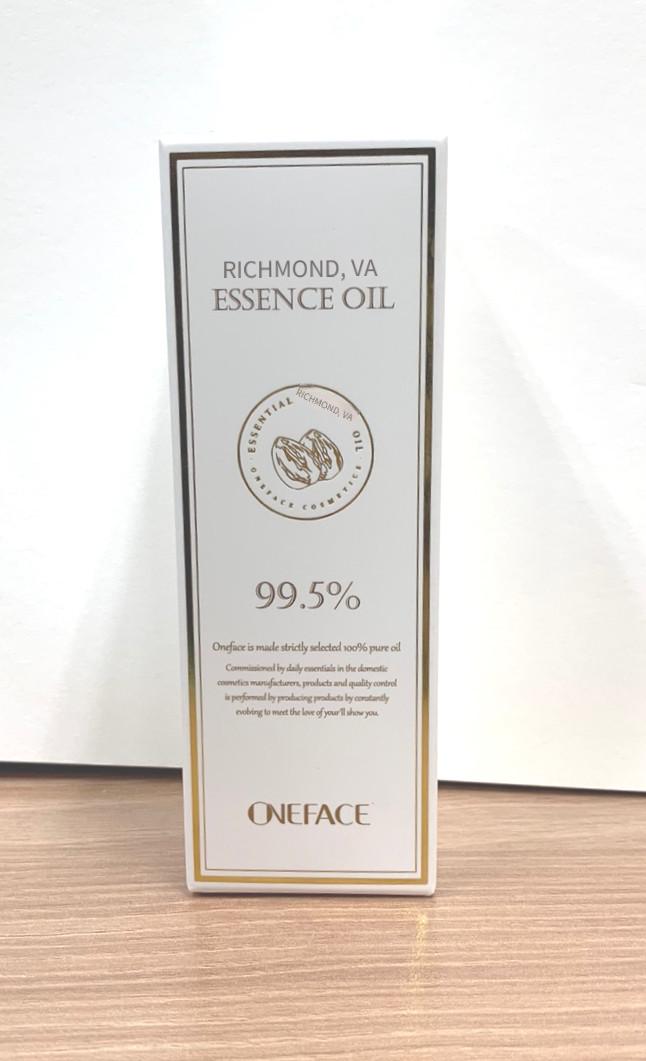 RICHMOND, VA
ESSENCE OIL
ESSENTIAL RICHMOND, VA OIL
ONEFACE COSMETICS
99.5%
Oneface is made strictly selected 100% pure oil
Commissioned by daily essentials in the domestic
cosmetics manufacturers, products and quality control
is performed by producing products by constantly
evolving to meet the love of your'll show you.
ONEFACE